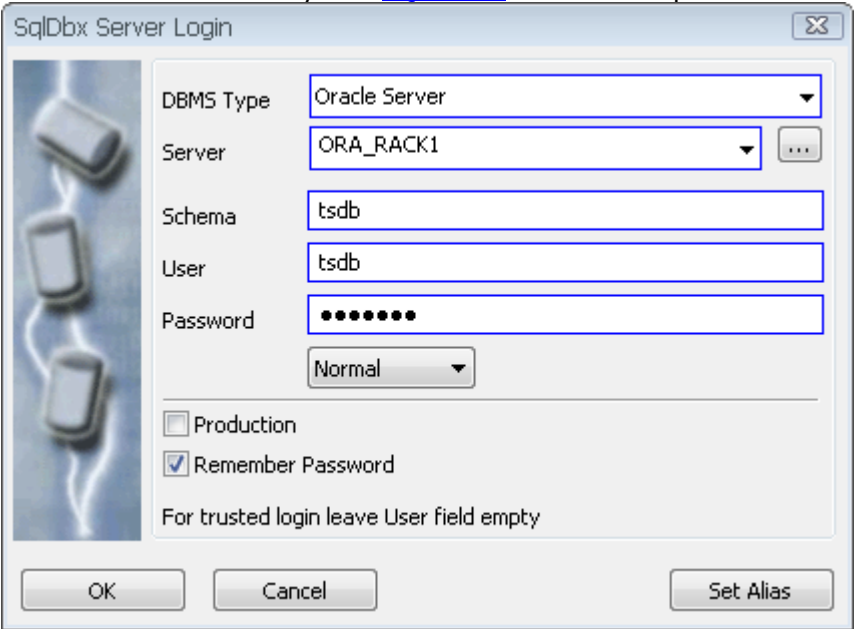 SqlDbx Server Login
DBMS Type Oracle Server
Server ORA_RACK1 ...
Schema tsdb
User tsdb
Password •••••••
Normal
Production
Remember Password
For trusted login leave User field empty
OK Cancel Set Alias